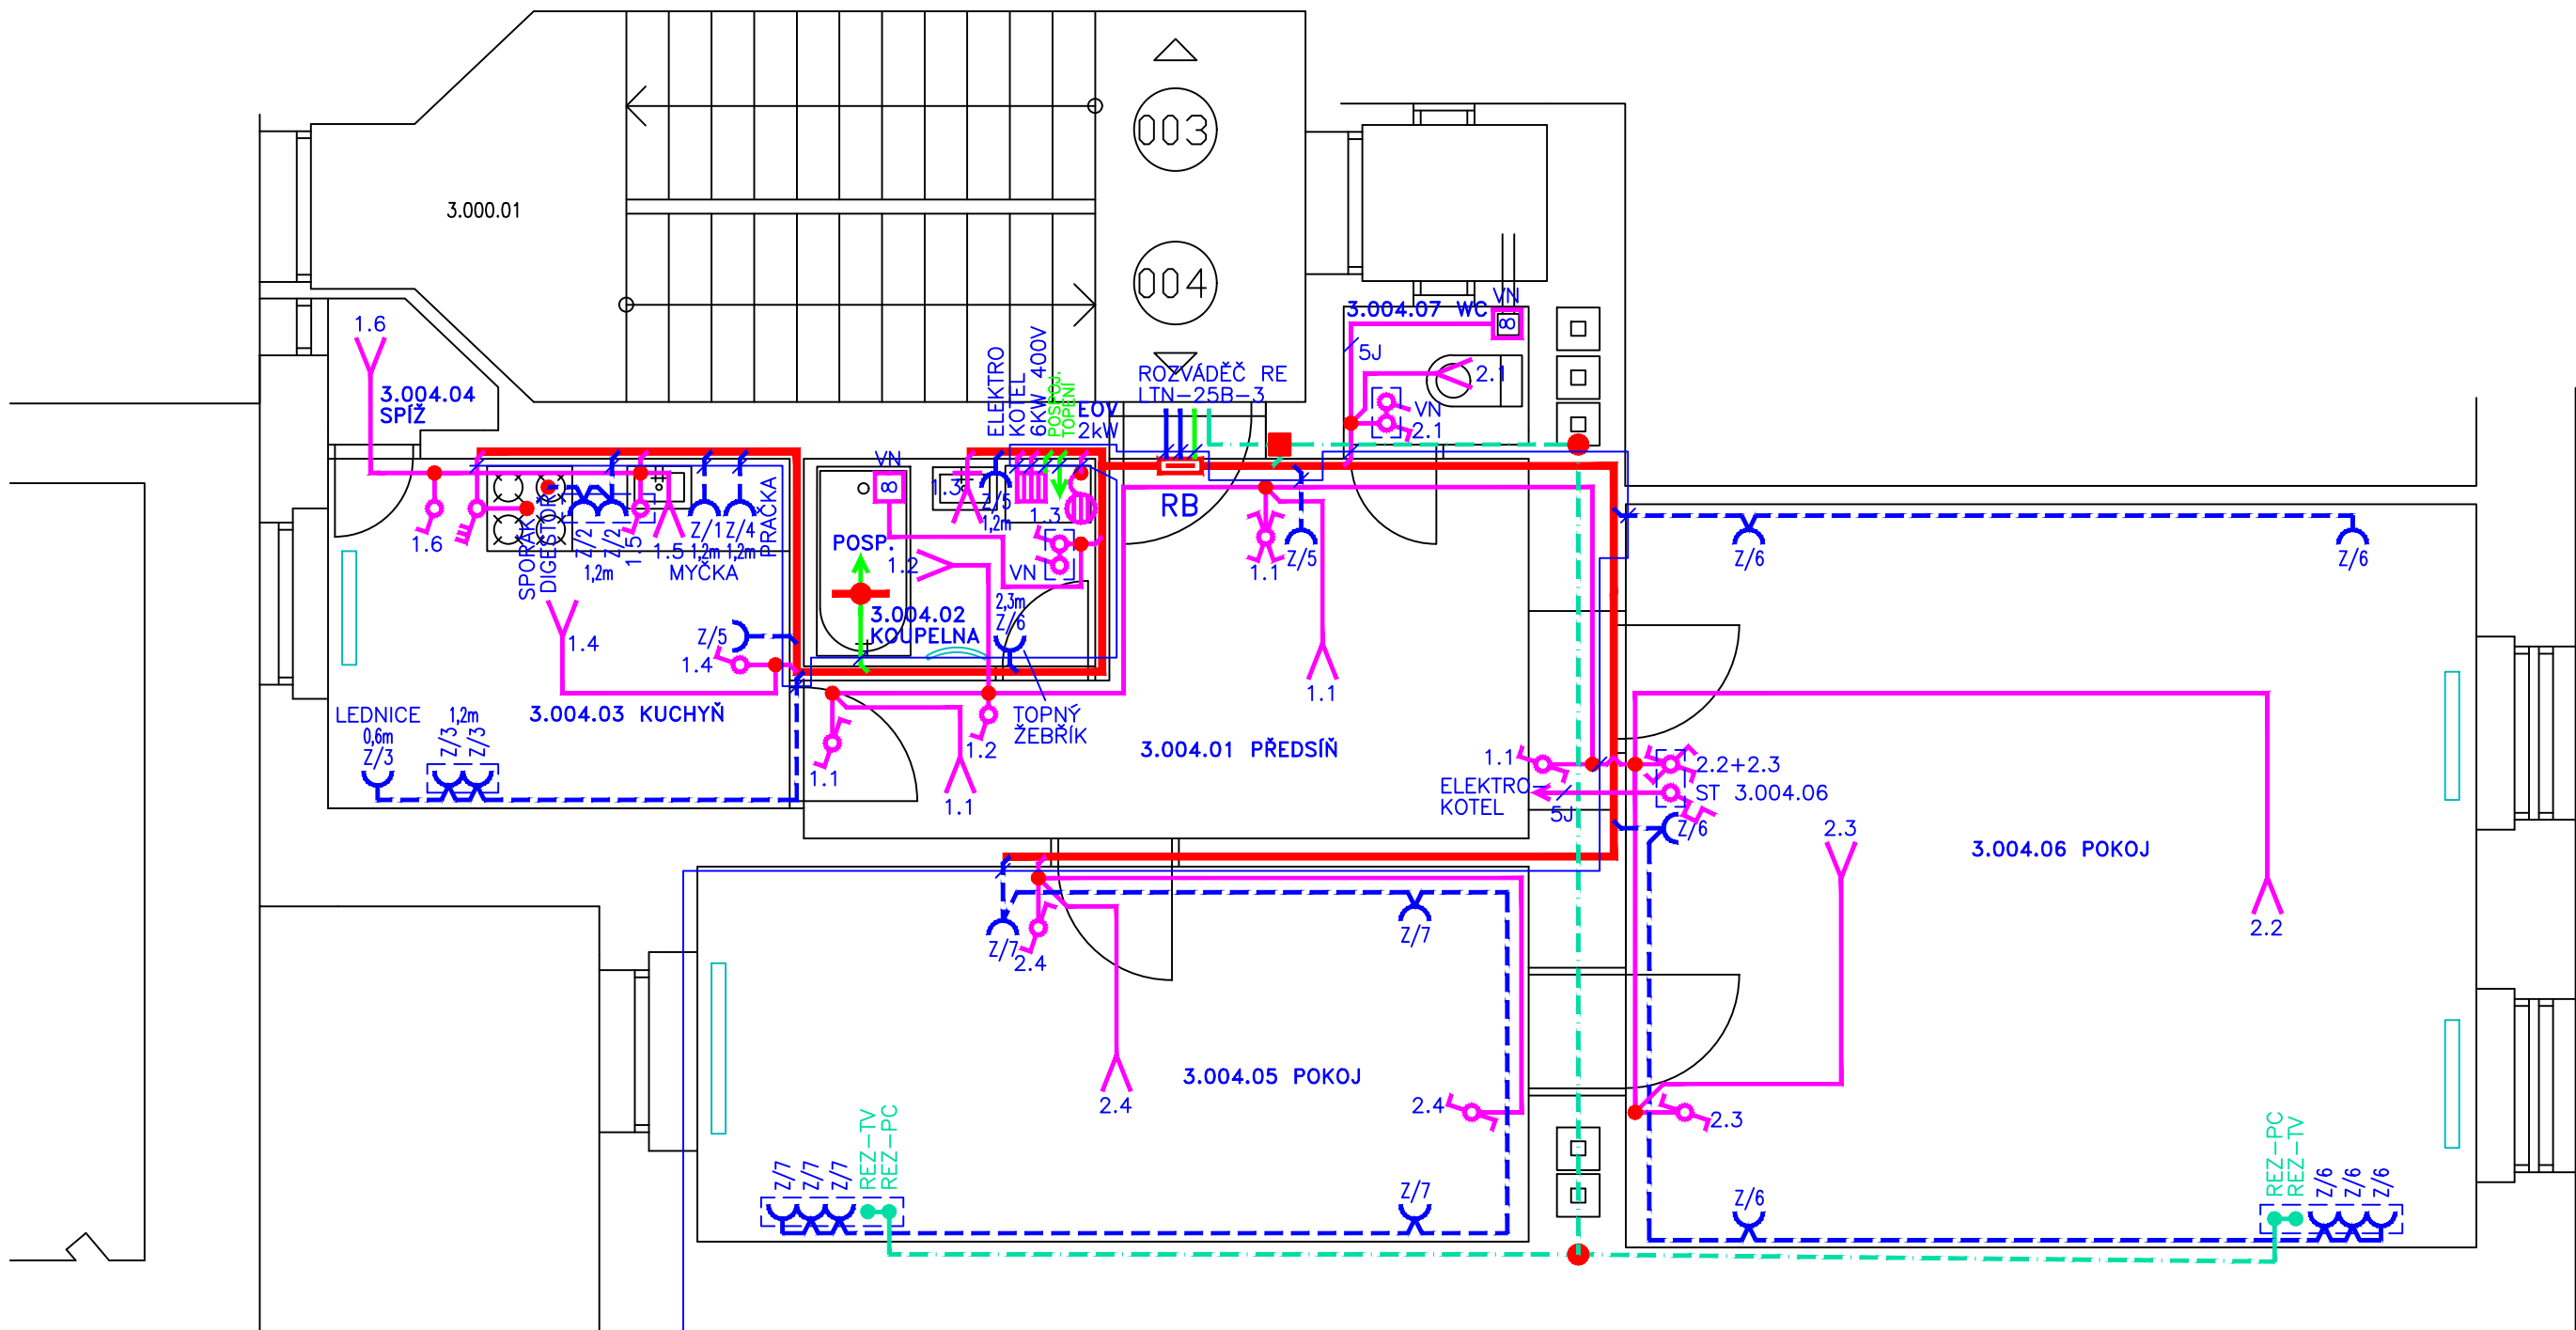 003
3.000.01
004
3.004.07 WC
VN
8
5J
2.1
VN
2.1
1.6
3.004.04
SPÍŽ
ELEKTRO
KOTEL
6KW 400V
POSPOJ.
TOPENÍ
EOV
2kW
ROZVÁDĚČ RE
LTN-25B-3
RB
VN
8
1.3
Z/5
1,2m
1.3
VN
POSP.
1.2
3.004.02
KOUPELNA
2,3m
Z/6
1.6
SPORÁK
DIGESTOŘ
Z/2
Z/2
1,2m
1.5
1.5
MYČKA
Z/1
1,2m
Z/4
1,2m
PRAČKA
1.1
Z/5
Z/6
Z/6
1.4
Z/5
1.4
1.1
LEDNICE
0,6m
Z/3
1,2m
Z/3
Z/3
3.004.03 KUCHYŇ
1.1
1.2
TOPNÝ
ŽEBŘÍK
1.1
3.004.01 PŘEDSÍŇ
1.1
ELEKTRO-
KOTEL
5J
2.2+2.3
ST 3.004.06
Z/6
2.3
3.004.06 POKOJ
2.2
Z/7
2.4
Z/7
3.004.05 POKOJ
2.4
2.4
2.3
Z/7
Z/7
Z/7
REZ-TV
REZ-PC
Z/7
Z/6
REZ-PC
REZ-TV
Z/6
Z/6
Z/6